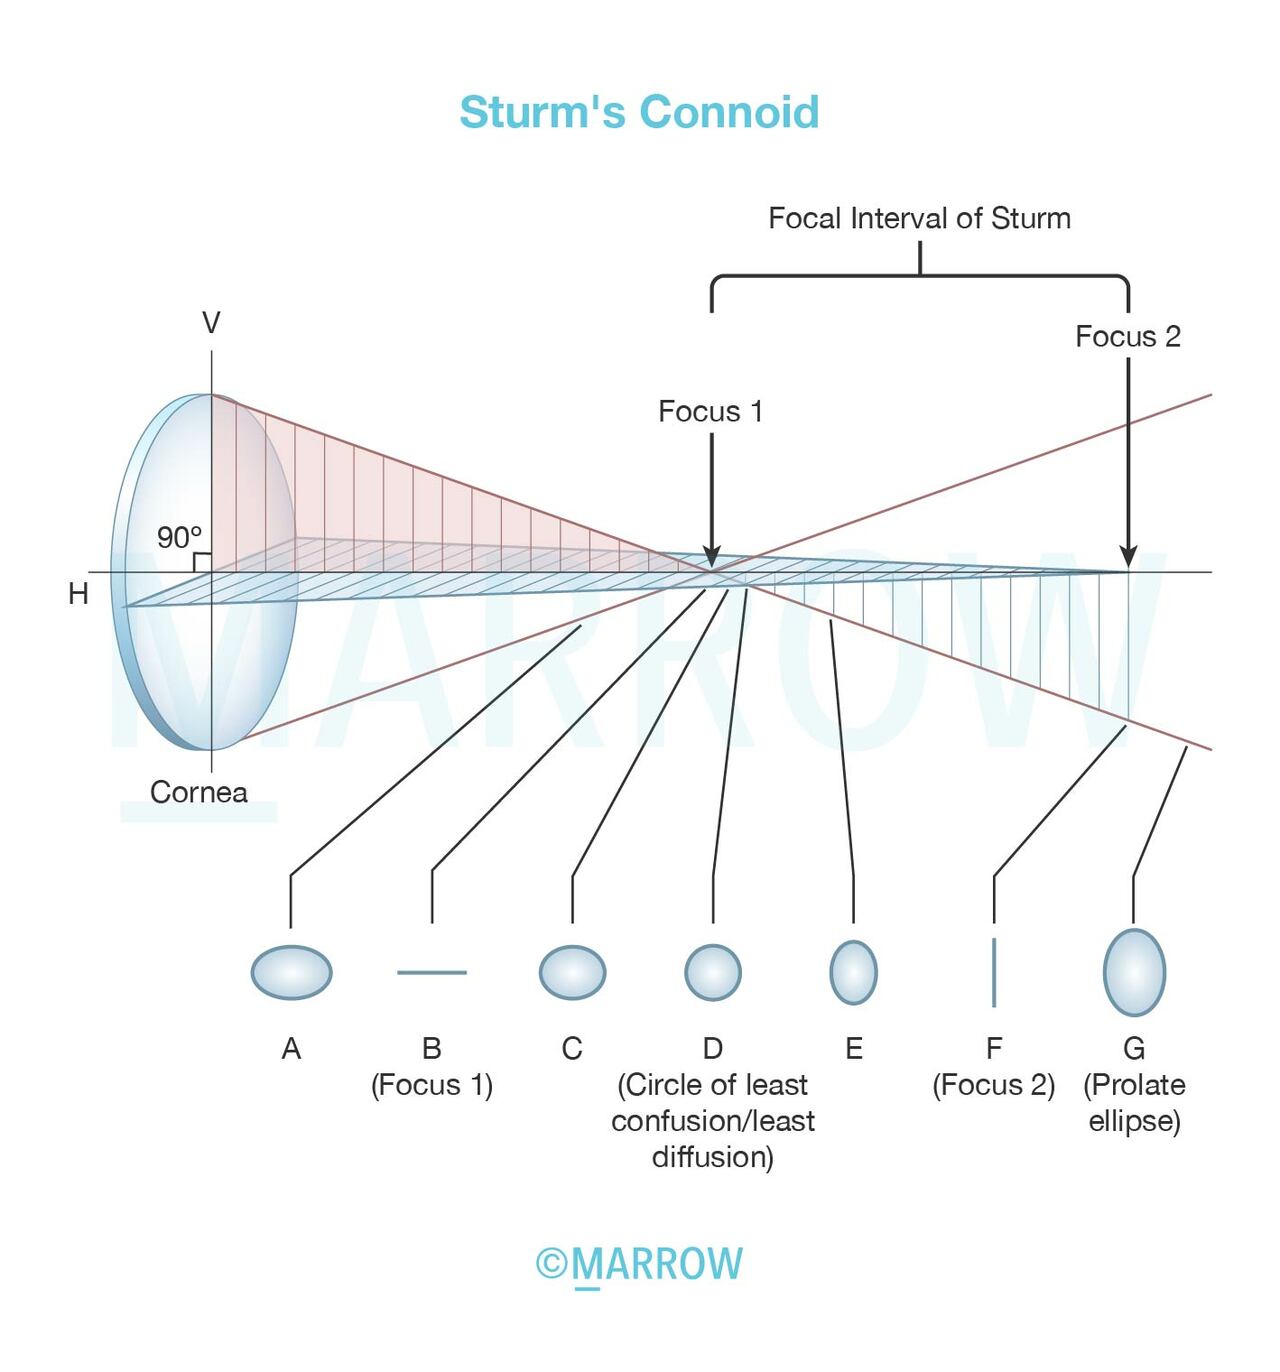 Sturm's Connoid
Focal Interval of Sturm
V
Focus 2
Focus 1
90º
H
Cornea
A
B
(Focus 1)
C
D
(Circle of least
confusion/least
diffusion)
E
F
(Focus 2)
G
(Prolate
ellipse)
MARROW
©MARROW